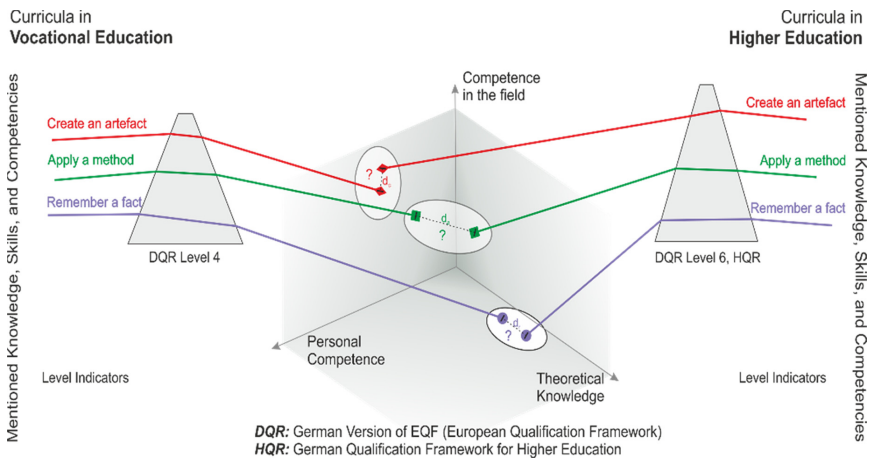 Curricula in
Vocational Education
Curricula in
Higher Education
Mentioned Knowledge, Skills, and Competencies
Competence
in the field
Create an artefact
Apply a method
Remember a fact
DQR Level 4
Create an artefact
Apply a method
Remember a fact
DQR Level 6, HQR
Mentioned Knowledge, Skills, and Competencies
?
?
?
Personal
Competence
Theoretical
Knowledge
Level Indicators
Level Indicators
DQR: German Version of EQF (European Qualification Framework)
HQR: German Qualification Framework for Higher Education